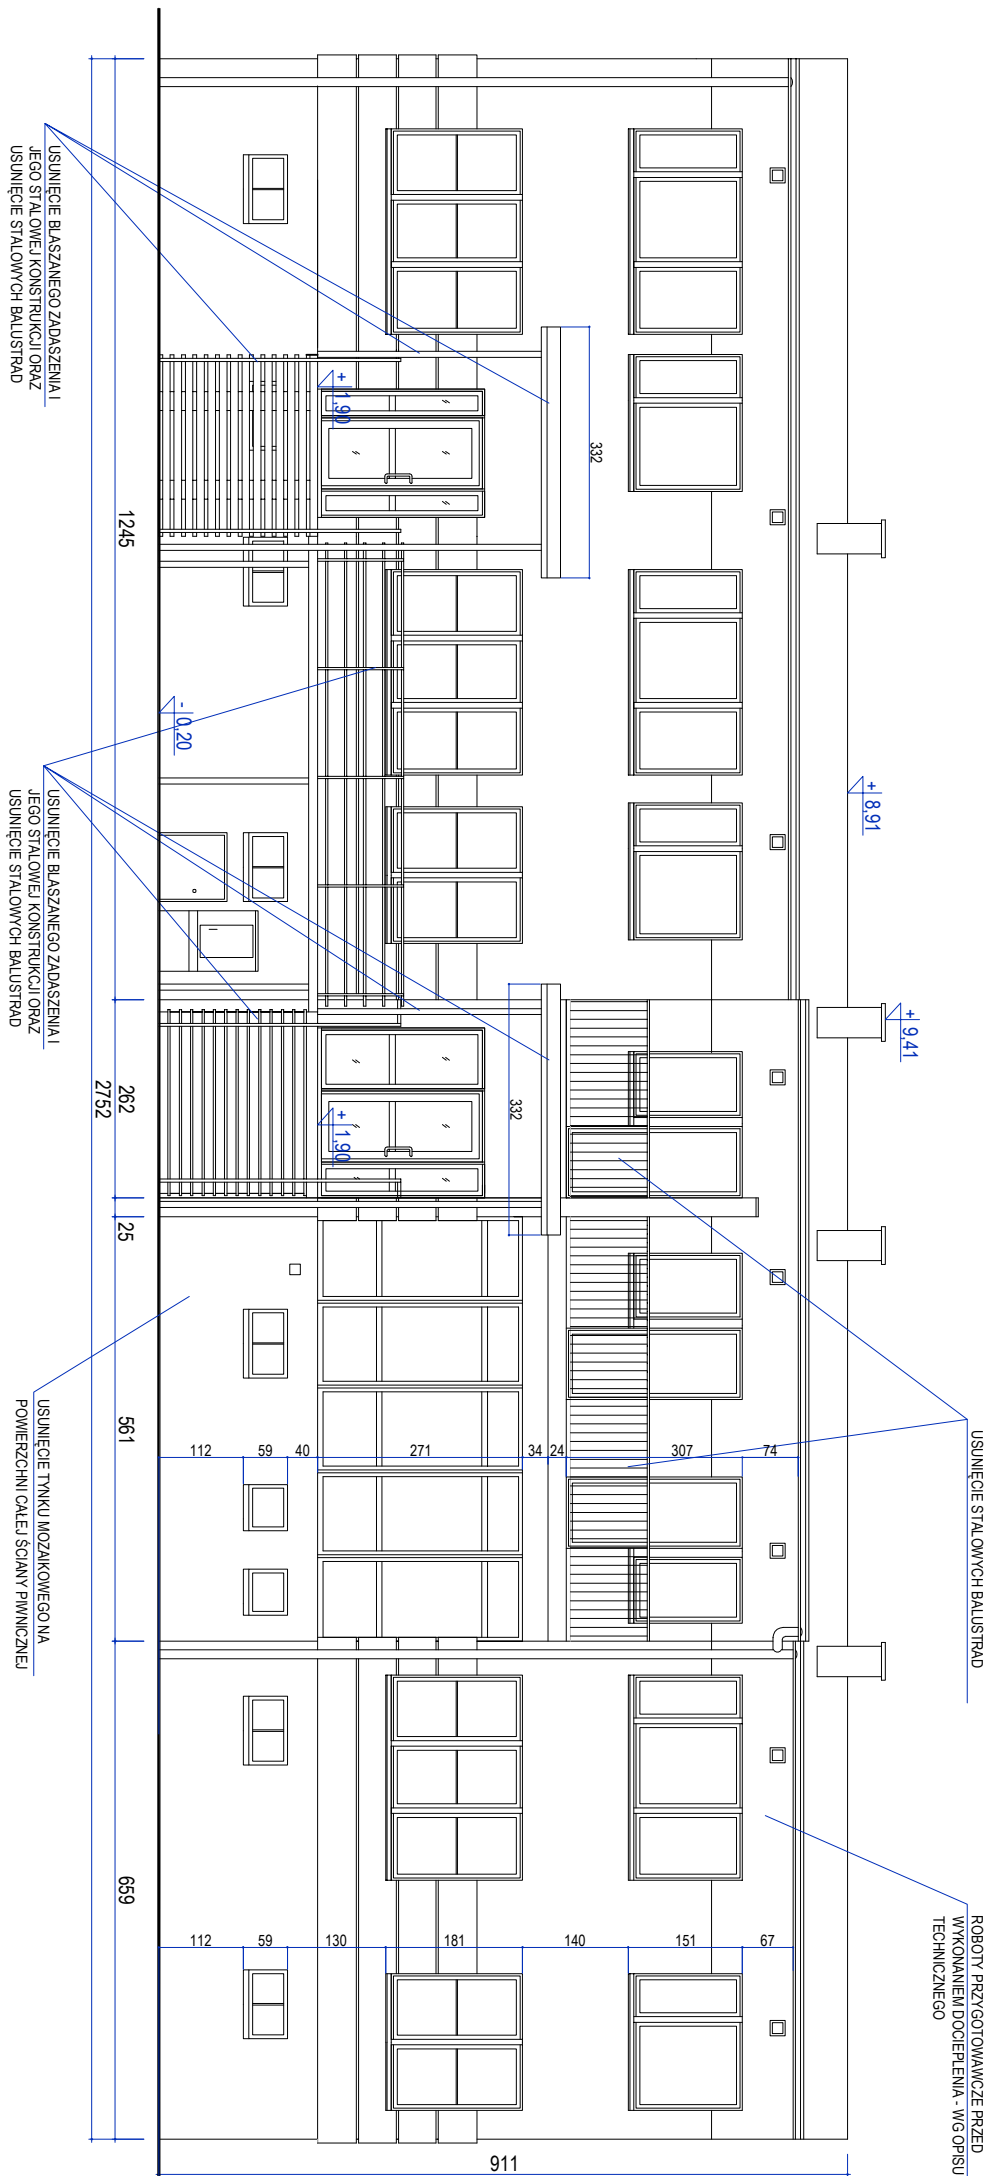 USUNIĘCIE BLASZANEGO ZADASZENIA I
JEGO STALOWEJ KONSTRUKCJI ORAZ
USUNIĘCIE STALOWYCH BALUSTRAD
USUNIĘCIE BLASZANEGO ZADASZENIA I
JEGO STALOWEJ KONSTRUKCJI ORAZ
USUNIĘCIE STALOWYCH BALUSTRAD
USUNIĘCIE TYNKU MOZAIKOWEGO NA
POWIERZCHNI CAŁEJ ŚCIANY PIWNICZNEJ
USUNIĘCIE STALOWYCH BALUSTRAD
ROBOTY PRZYGOTOWAWCZE PRZED
WYKONANIEM DOCIEPLENIA - WG OPISU
TECHNICZNEGO
+ 8,91
+ 9,41
+ 1,90
+ 1,90
- 0,20
332
332
1245
262
25
561
659
2752
112
59
40
271
34
24
307
74
112
59
130
181
140
151
67
911